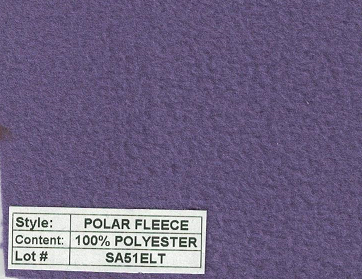 Style: POLAR FLEECE
Content: 100% POLYESTER
Lot # SA51ELT